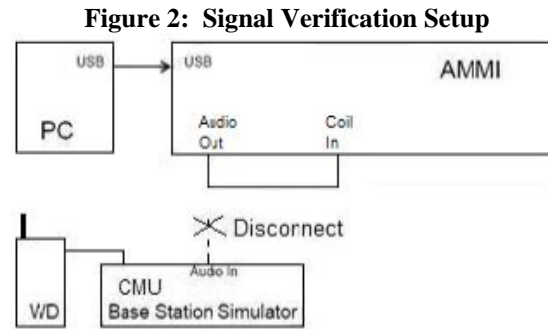 Figure 2: Signal Verification Setup
USB
USB
AMMI
PC
Audio
Out
Coil
In
Disconnect
Audio In
CMU
Base Station Simulator
WD